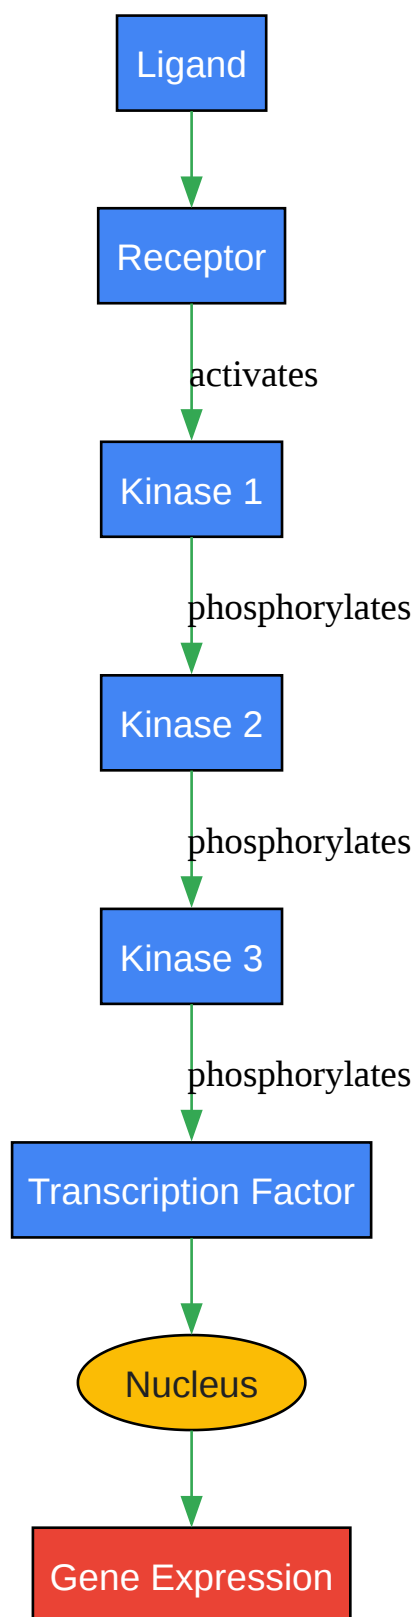 Ligand
Receptor
activates
Kinase 1
phosphorylates
Kinase 2
phosphorylates
Kinase 3
phosphorylates
Transcription Factor
Nucleus
Gene Expression